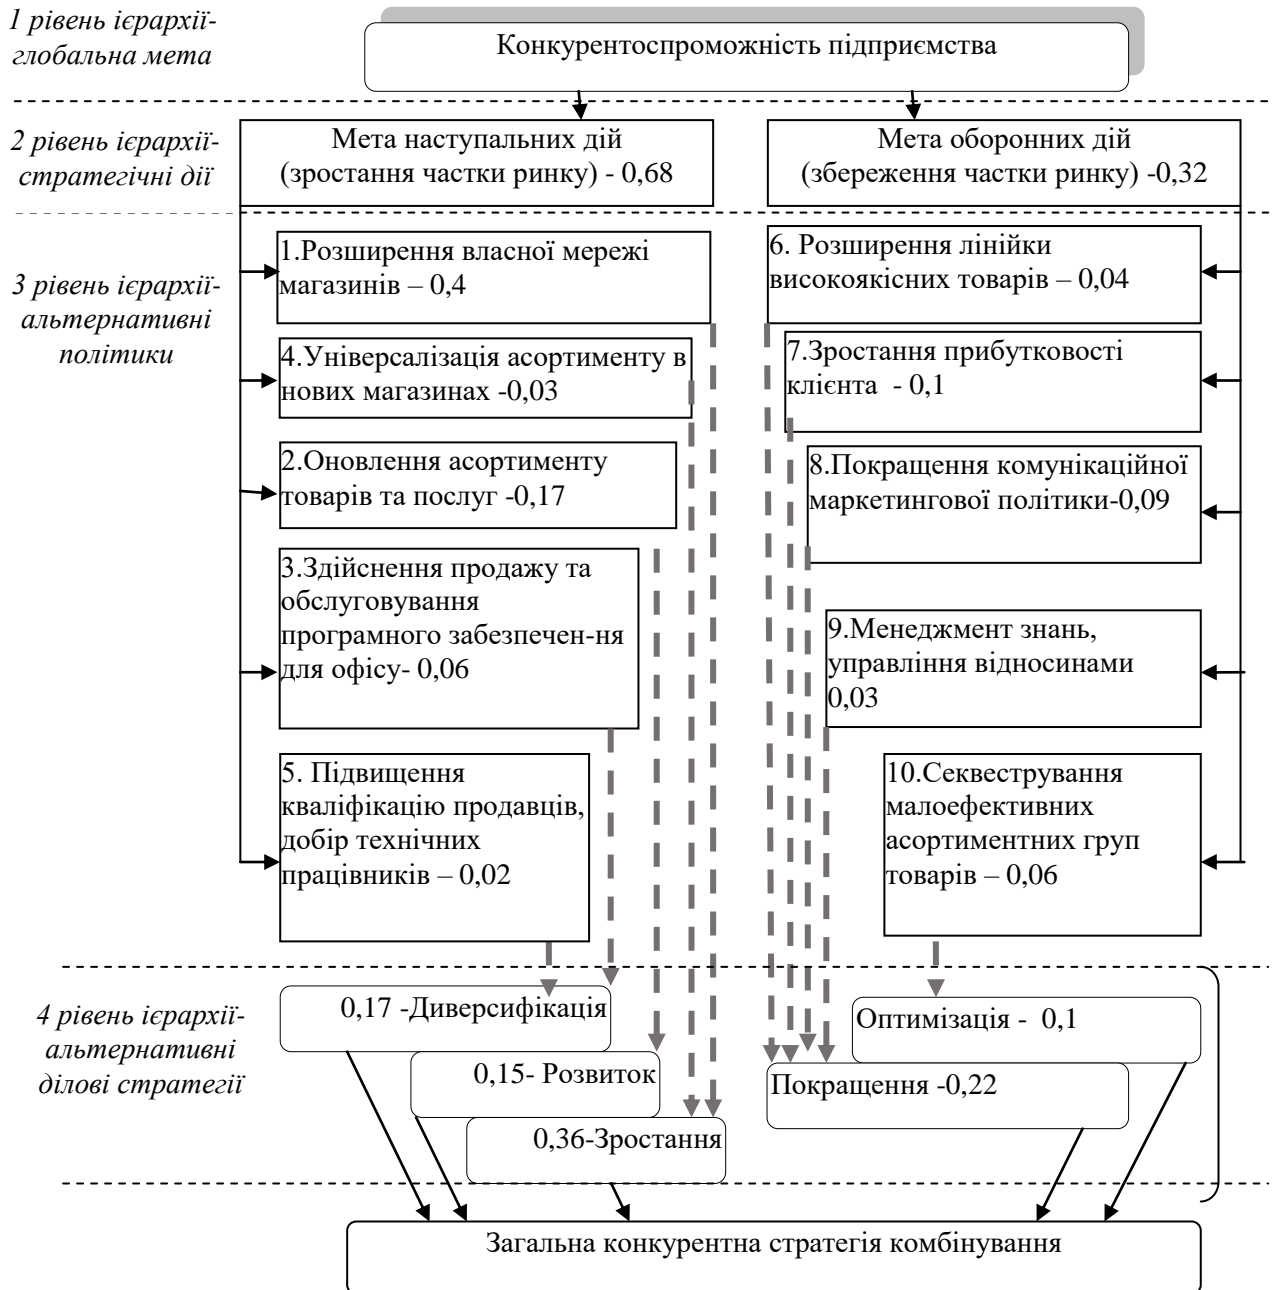 1 рівень ієрархії-
глобальна мета
Конкурентоспроможність підприємства
2 рівень ієрархії-
стратегічні дії
Мета наступальних дій
(зростання частки ринку) - 0,68
Мета оборонних дій
(збереження частки ринку) -0,32
3 рівень ієрархії-
альтернативні
політики
1.Розширення власної мережі
магазинів – 0,4
4.Універсалізація асортименту в
нових магазинах -0,03
2.Оновлення асортименту
товарів та послуг -0,17
3.Здійснення продажу та
обслуговування
програмного забезпечен-ня
для офісу- 0,06
5. Підвищення
кваліфікацію продавців,
добір технічних
працівників – 0,02
6. Розширення лінійки
високоякісних товарів – 0,04
7.Зростання прибутковості
клієнта - 0,1
8.Покращення комунікаційної
маркетингової політики-0,09
9.Менеджмент знань,
управління відносинами
0,03
10.Секвестрування
малоефективних
асортиментних груп
товарів – 0,06
4 рівень ієрархії-
альтернативні
ділові стратегії
0,17 -Диверсифікація
0,15- Розвиток
0,36-Зростання
Оптимізація - 0,1
Покращення -0,22
Загальна конкурентна стратегія комбінування